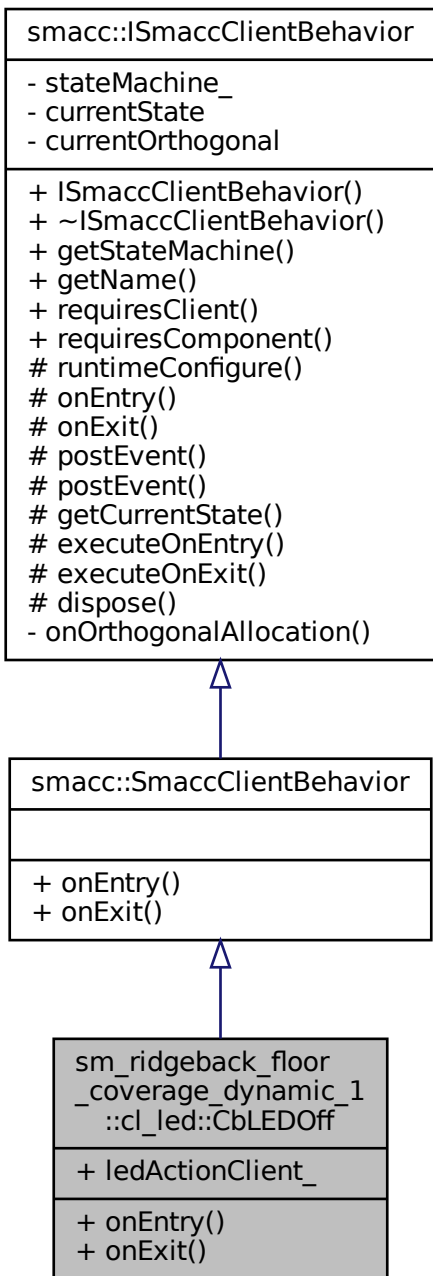 smacc::ISmaccClientBehavior
- stateMachine_
- currentState
- currentOrthogonal
+ ISmaccClientBehavior()
+ ~ISmaccClientBehavior()
+ getStateMachine()
+ getName()
+ requiresClient()
+ requiresComponent()
# runtimeConfigure()
# onEntry()
# onExit()
# postEvent()
# postEvent()
# getCurrentState()
# executeOnEntry()
# executeOnExit()
# dispose()
- onOrthogonalAllocation()
smacc::SmaccClientBehavior
+ onEntry()
+ onExit()
sm_ridgeback_floor
_coverage_dynamic_1
::cl_led::CbLEDOff
+ ledActionClient_
+ onEntry()
+ onExit()